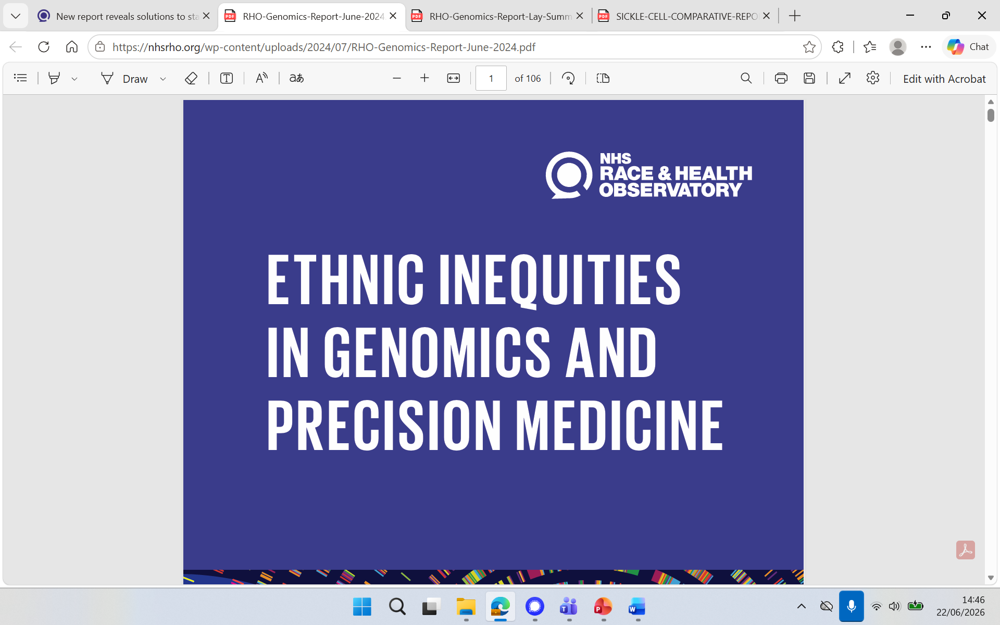 New report reveals solutions to sta
RHO-Genomics-Report-June-2024
RHO-Genomics-Report-Lay-Summ
SICKLE-CELL-COMPARATIVE-REPO
https://nhsrho.org/wp-content/uploads/2024/07/RHO-Genomics-Report-June-2024.pdf
Chat
Draw
T
A
aあ
1
of 106
Edit with Acrobat
NHS
RACE & HEALTH
OBSERVATORY
ETHNIC INEQUITIES
IN GENOMICS AND
PRECISION MEDICINE
14:46
22/06/2026